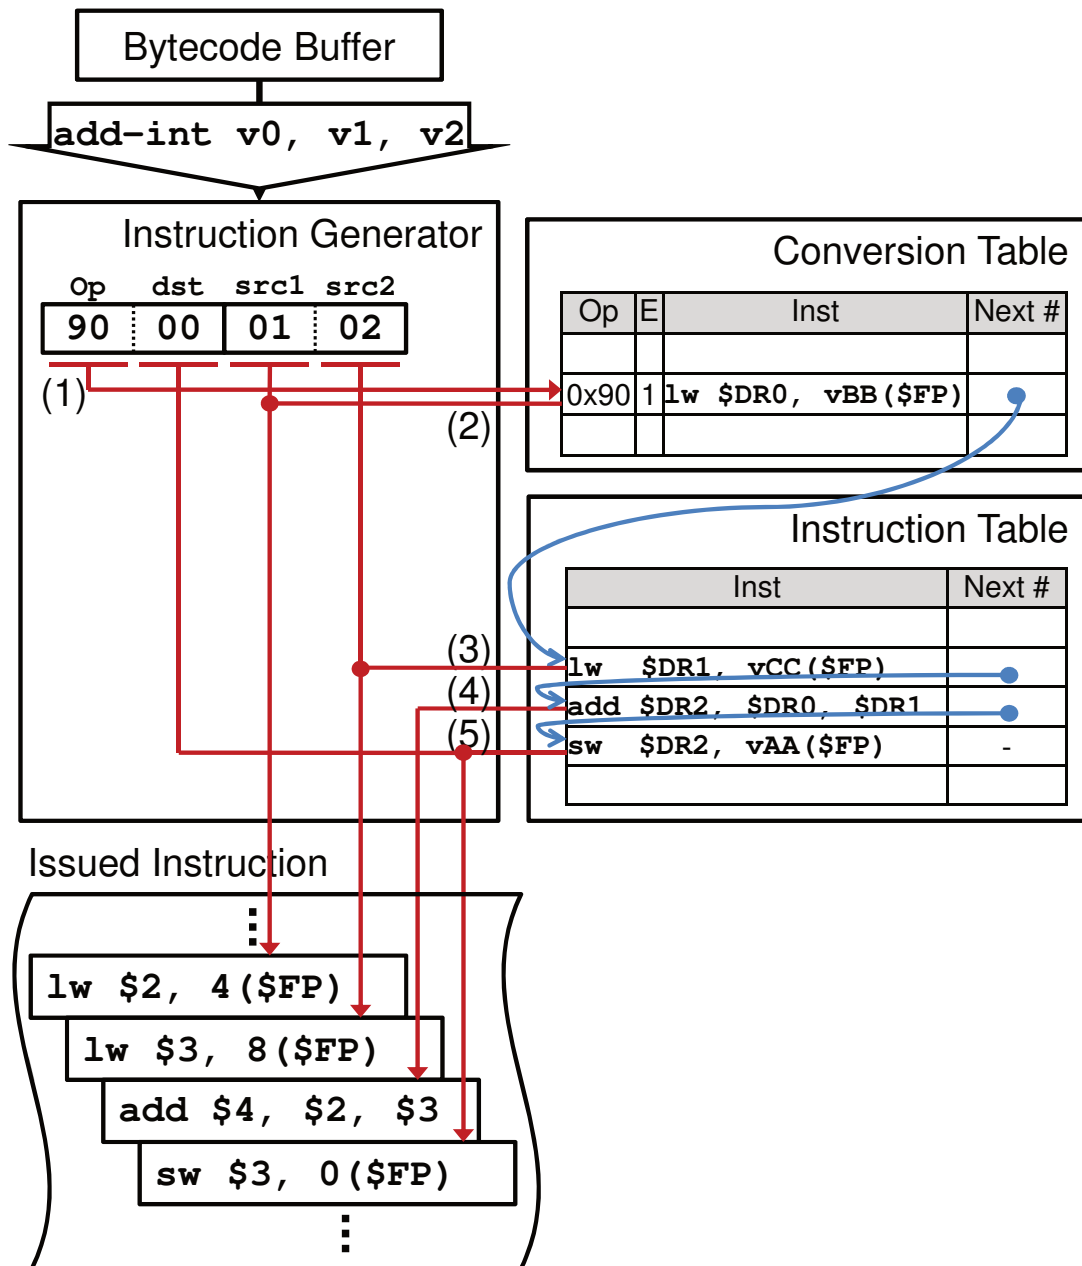 Bytecode Buffer
add-int v0, v1, v2
Instruction Generator
Op dst src1 src2
90 00 01 02
(1)
(2)
(3)
(4)
(5)
Conversion Table
Op E Inst Next #
0x90 1 lw $DR0, vBB($FP)
Instruction Table
Inst Next #
lw $DR1, vCC($FP)
add $DR2, $DR0, $DR1
sw $DR2, vAA($FP) -
Issued Instruction
lw $2, 4($FP)
lw $3, 8($FP)
add $4, $2, $3
sw $3, 0($FP)